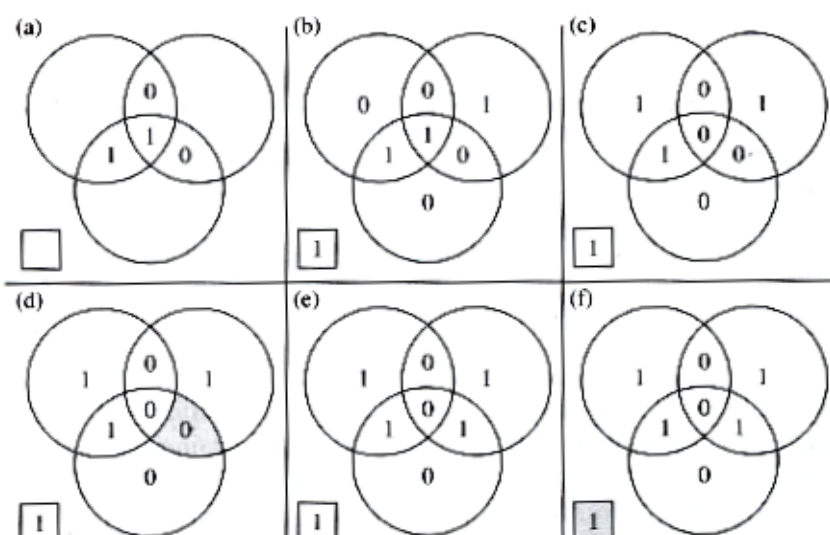 (a) (b) (c)
0 0 0 1 1 0 1
1 1 0 1 1 0 1 0 0
0 0
1 1
(d) (e) (f)
1 0 1 1 0 1 1 0 1
1 0 0 1 0 1 1 0 1
0 0 0
1 1 1